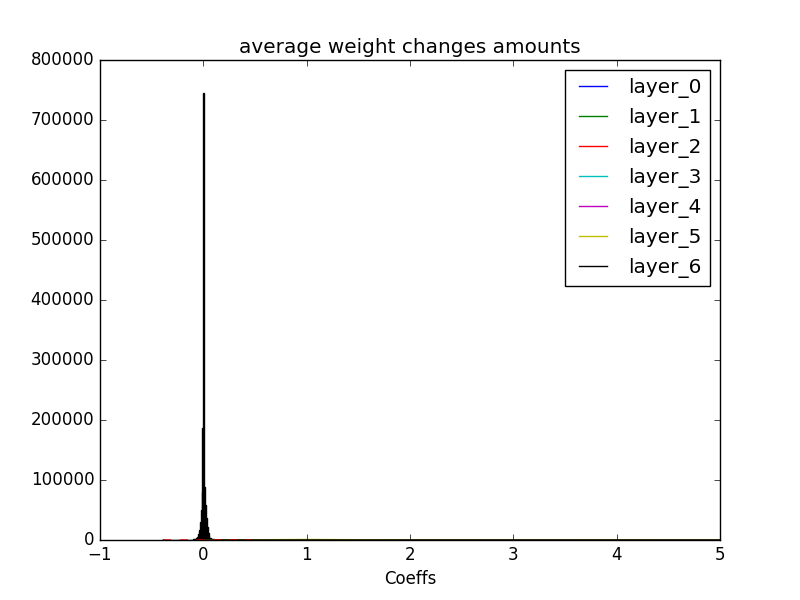 average weight changes amounts
800000
700000
600000
500000
400000
300000
200000
100000
0
layer_0
layer_1
layer_2
layer_3
layer_4
layer_5
layer_6
−1 0 1 2 3 4 5
Coeffs